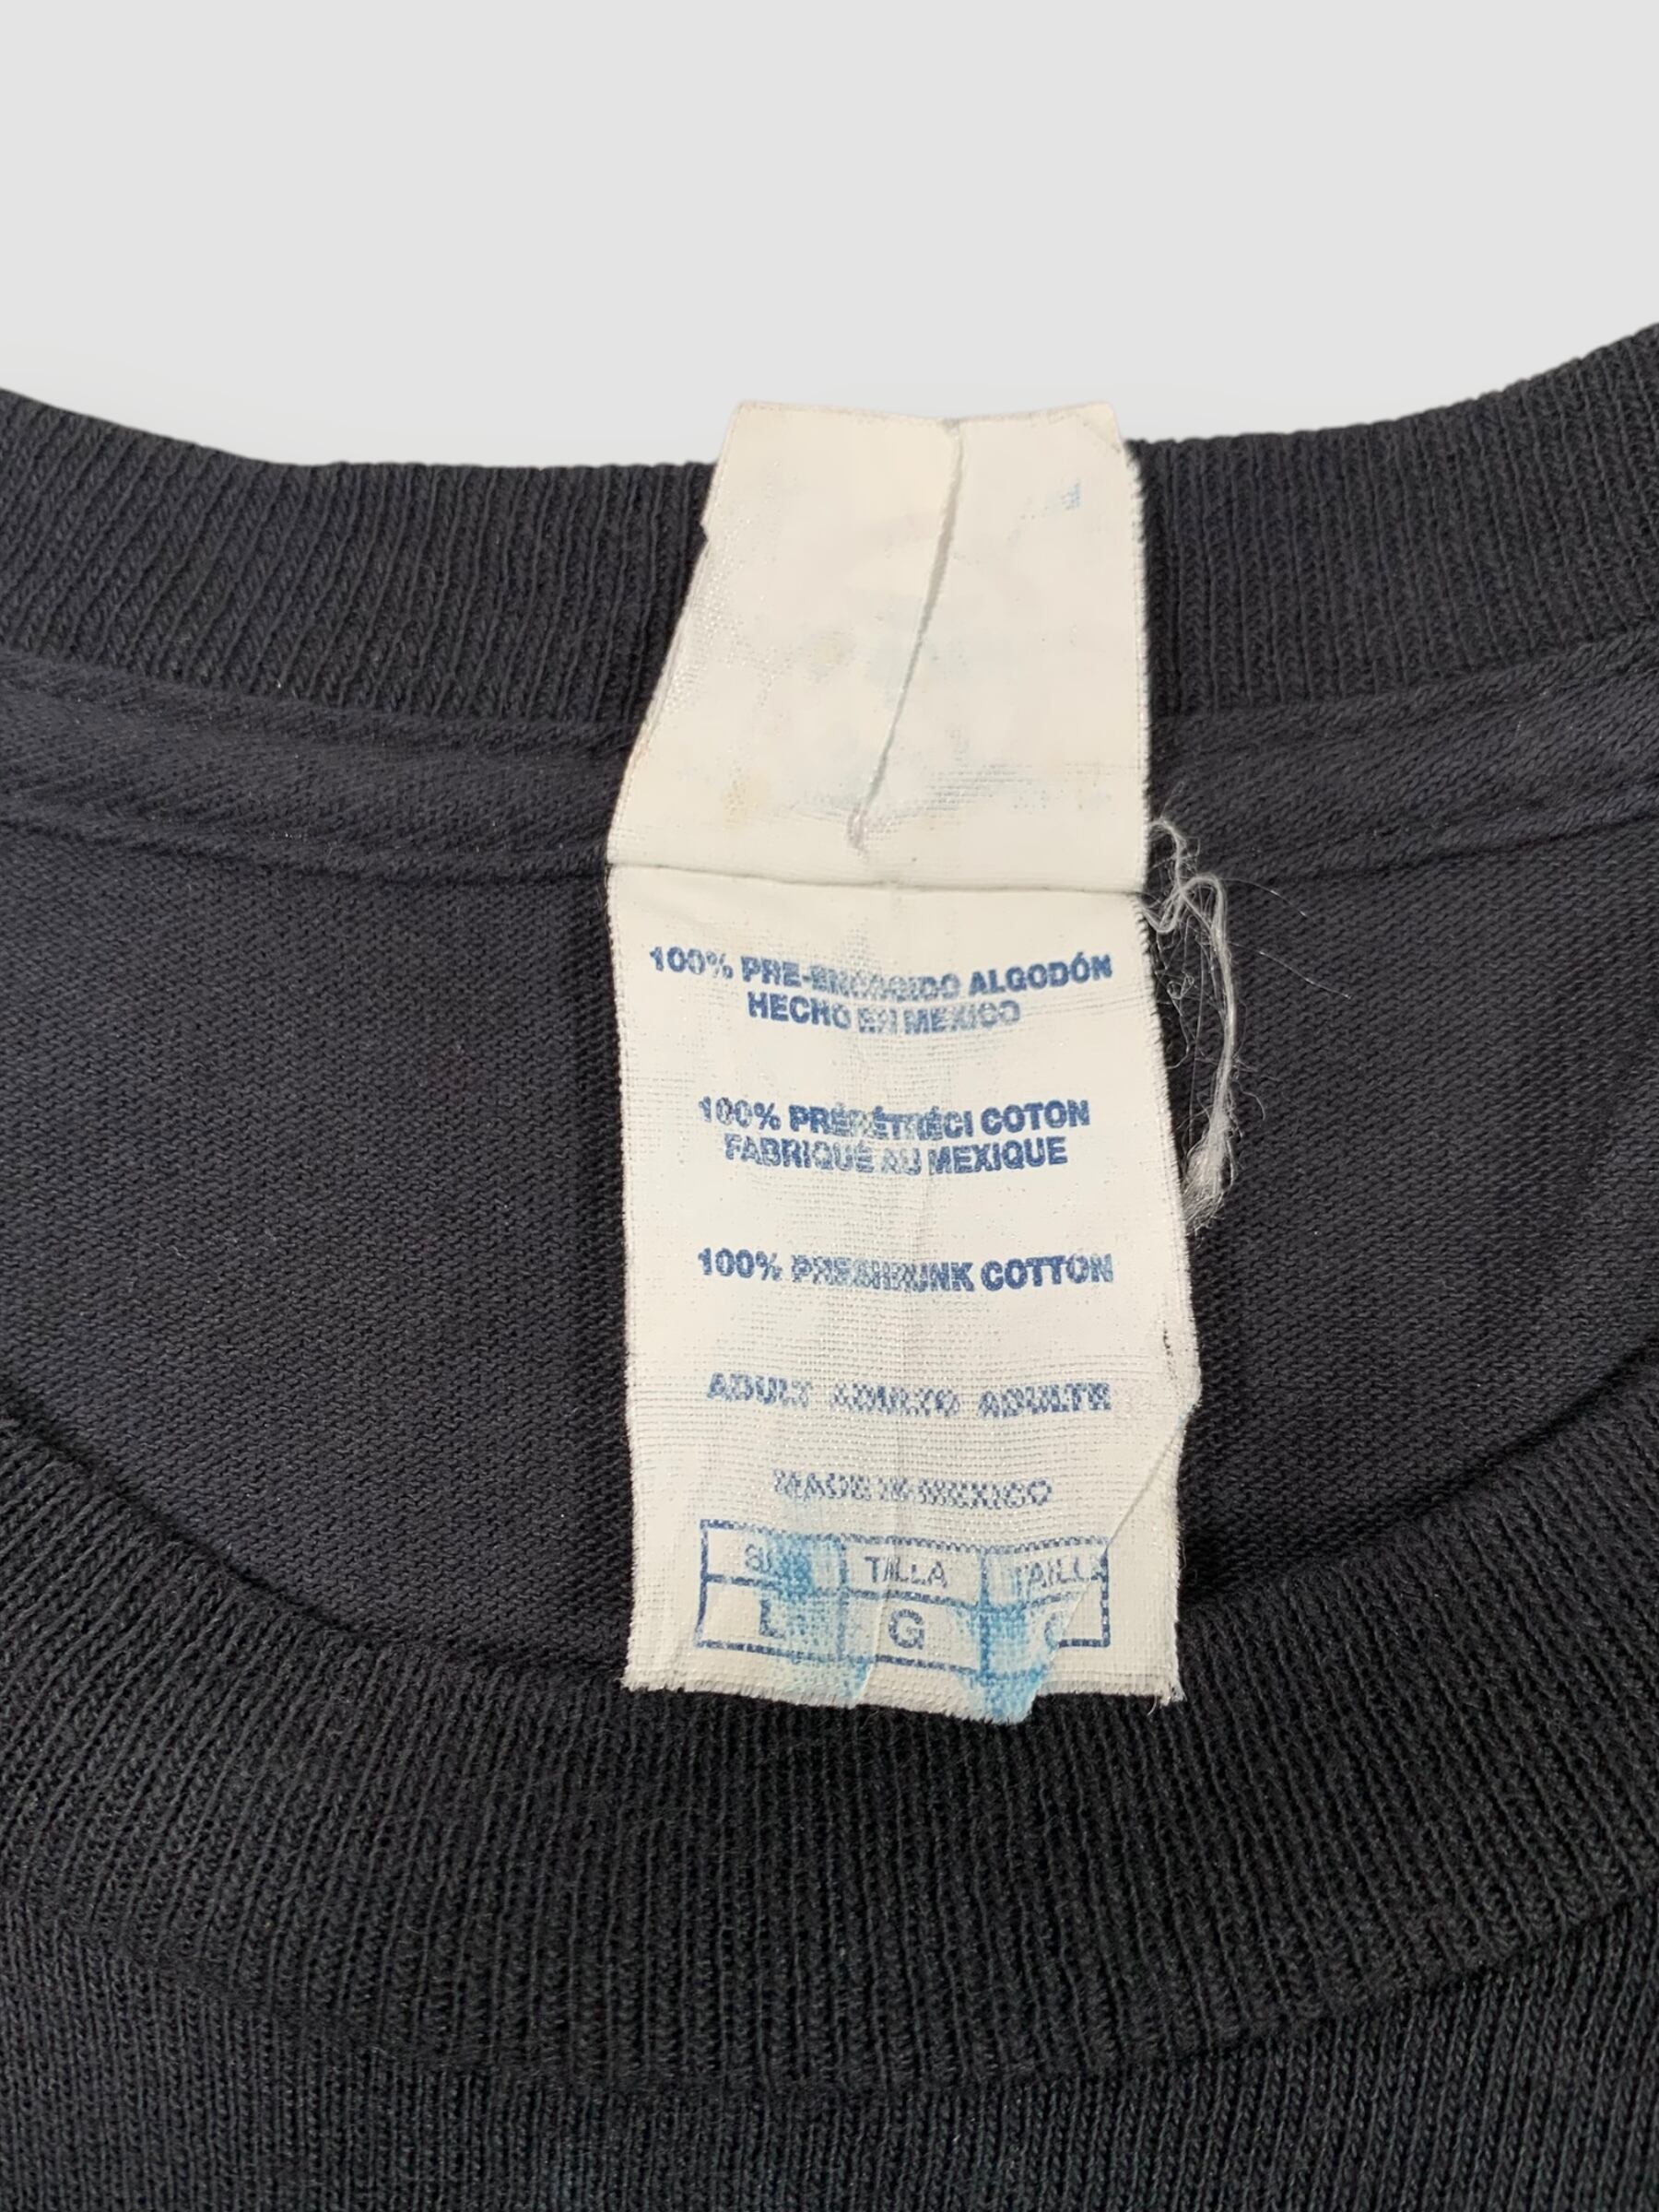 100% PRE-ENCOGIDO ALGODÓN
HECHO EN MEXICO
100% PRÉRÉTRÉCI COTON
FABRIQUÉ AU MEXIQUE
100% PRESHRUNK COTTON
ADULT ADULTO ADULTE
MADE IN MEXICO
TALLA TAILLE
L G